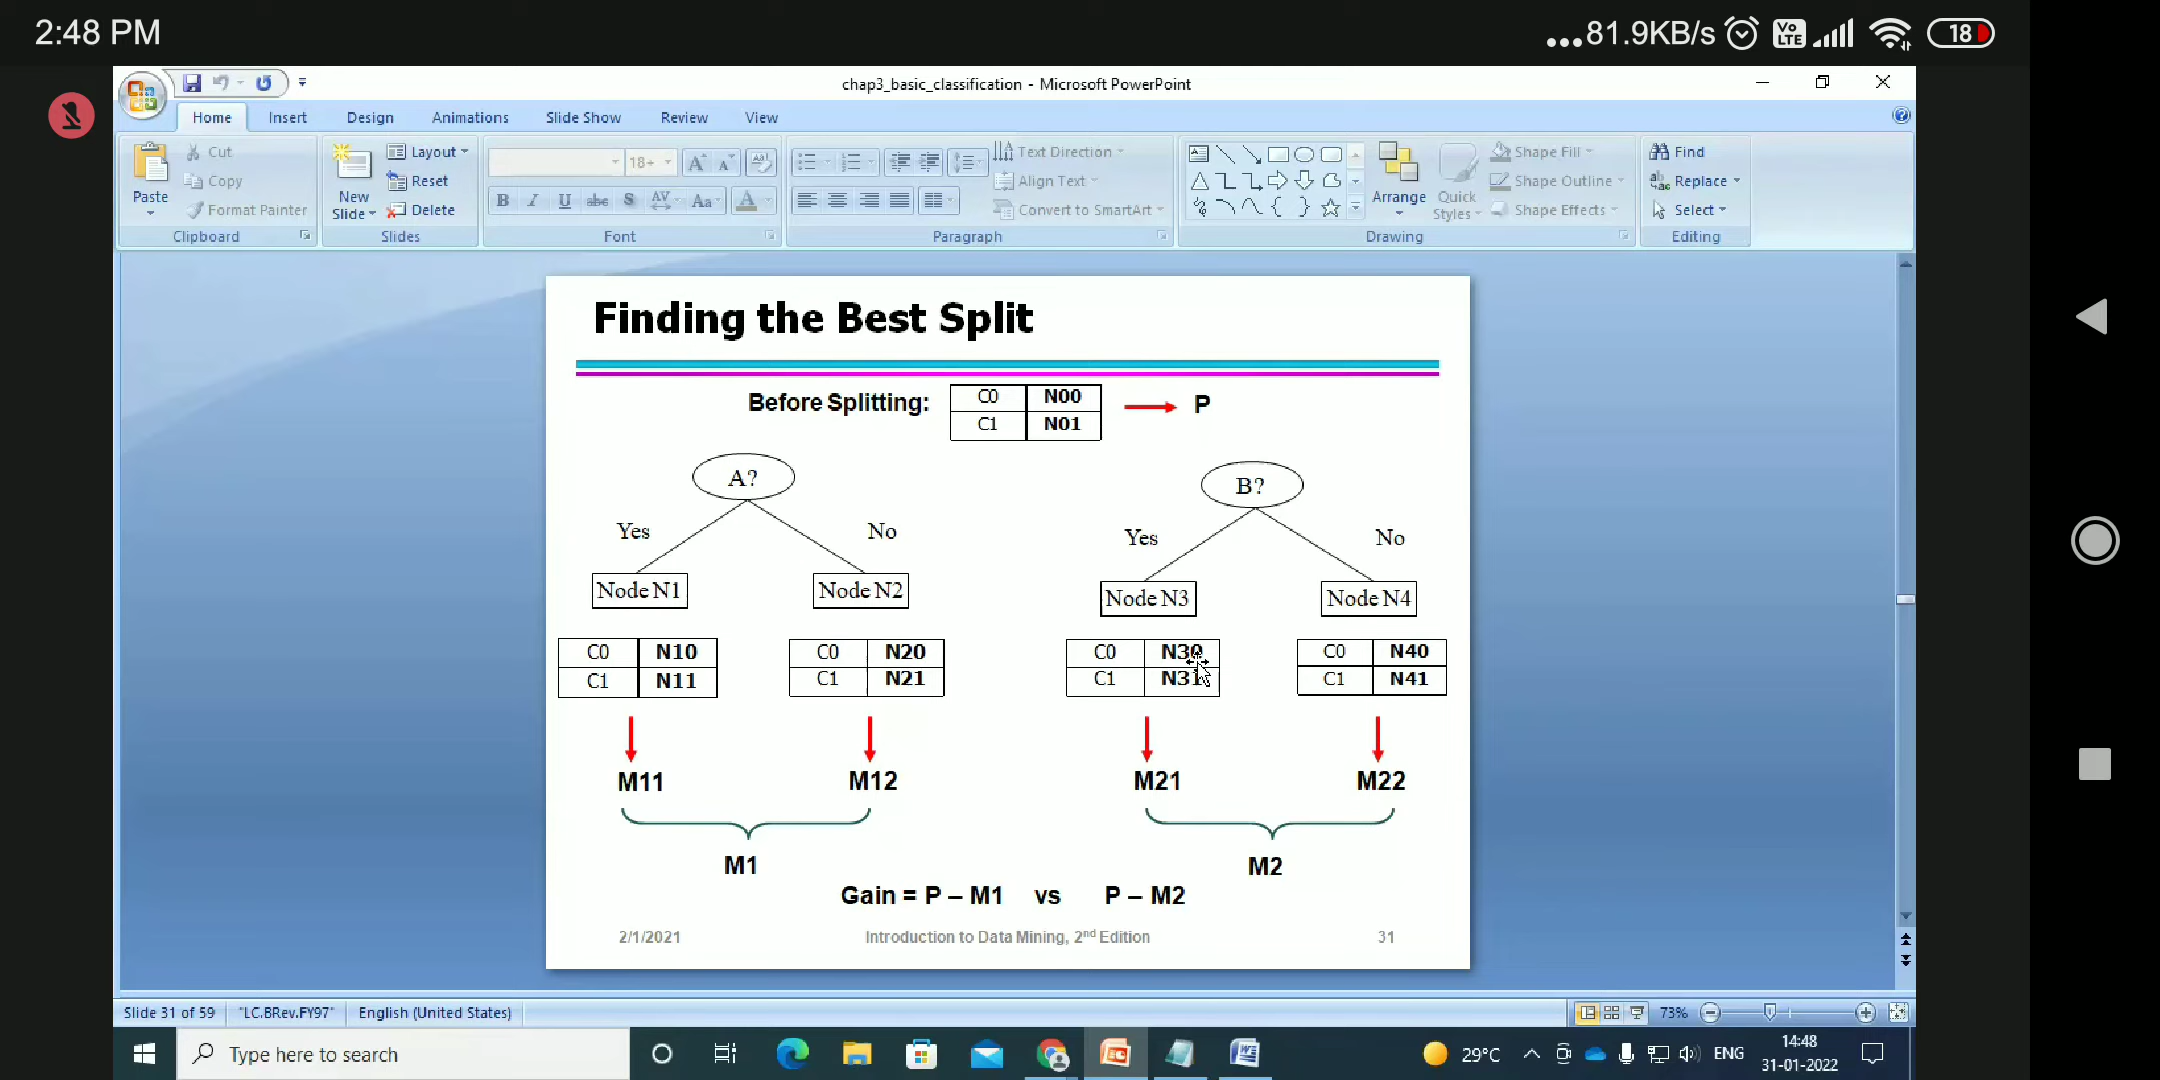 2:48 PM
...81.9KB/s Vo LTE 18
chap3_basic_classification - Microsoft PowerPoint
Home Insert Design Animations Slide Show Review View
Paste Cut Copy Format Painter Clipboard
New Slide Layout Reset Delete Slides
18+ A A B I U abc S AV Aa A Font
Text Direction Align Text Convert to SmartArt Paragraph
Arrange Quick Styles Shape Fill Shape Outline Shape Effects Drawing
Find Replace Select Editing
Finding the Best Split
Before Splitting: C0 N00 P
C1 N01
A? B?
Yes No Yes No
Node N1 Node N2 Node N3 Node N4
C0 N10 C0 N20 C0 N30 C0 N40
C1 N11 C1 N21 C1 N31 C1 N41
M11 M12 M21 M22
M1 M2
Gain = P – M1 vs P – M2
2/1/2021 Introduction to Data Mining, 2nd Edition 31
Slide 31 of 59 "LC.BRev.FY97" English (United States) 73%
Type here to search 29°C ENG 14:48
31-01-2022